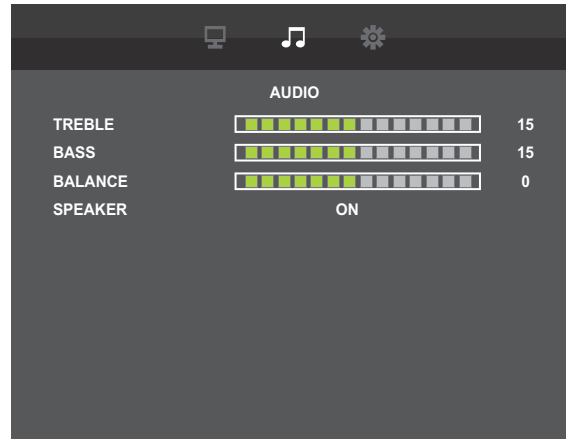 AUDIO
TREBLE 15
BASS 15
BALANCE 0
SPEAKER ON